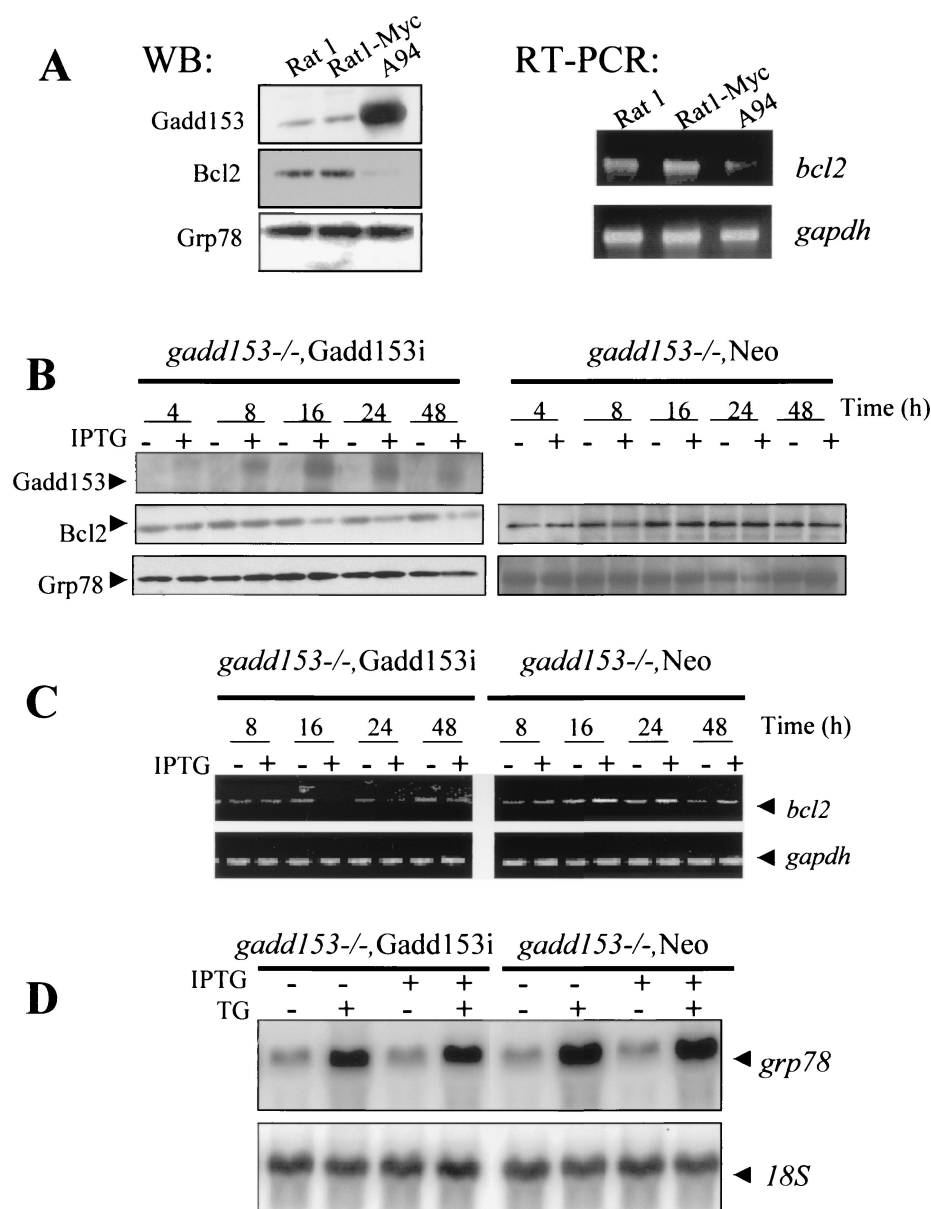 A
WB:
Rat 1
Rat1-Myc
A94
Gadd153
Bcl2
Grp78
RT-PCR:
Rat 1
Rat1-Myc
A94
bcl2
gapdh
B
gadd153-/-,Gadd153i
gadd153-/-,Neo
4 8 16 24 48 4 8 16 24 48 Time (h)
IPTG - + - + - + - + - + - + - + - + - + - +
Gadd153
Bcl2
Grp78
C
gadd153-/-,Gadd153i
gadd153-/-,Neo
8 16 24 48 8 16 24 48 Time (h)
IPTG - + - + - + - + - + - + - + - +
bcl2
gapdh
D
gadd153-/-,Gadd153i
gadd153-/-,Neo
IPTG - - + + - - + +
TG - + - + - + - +
grp78
18S